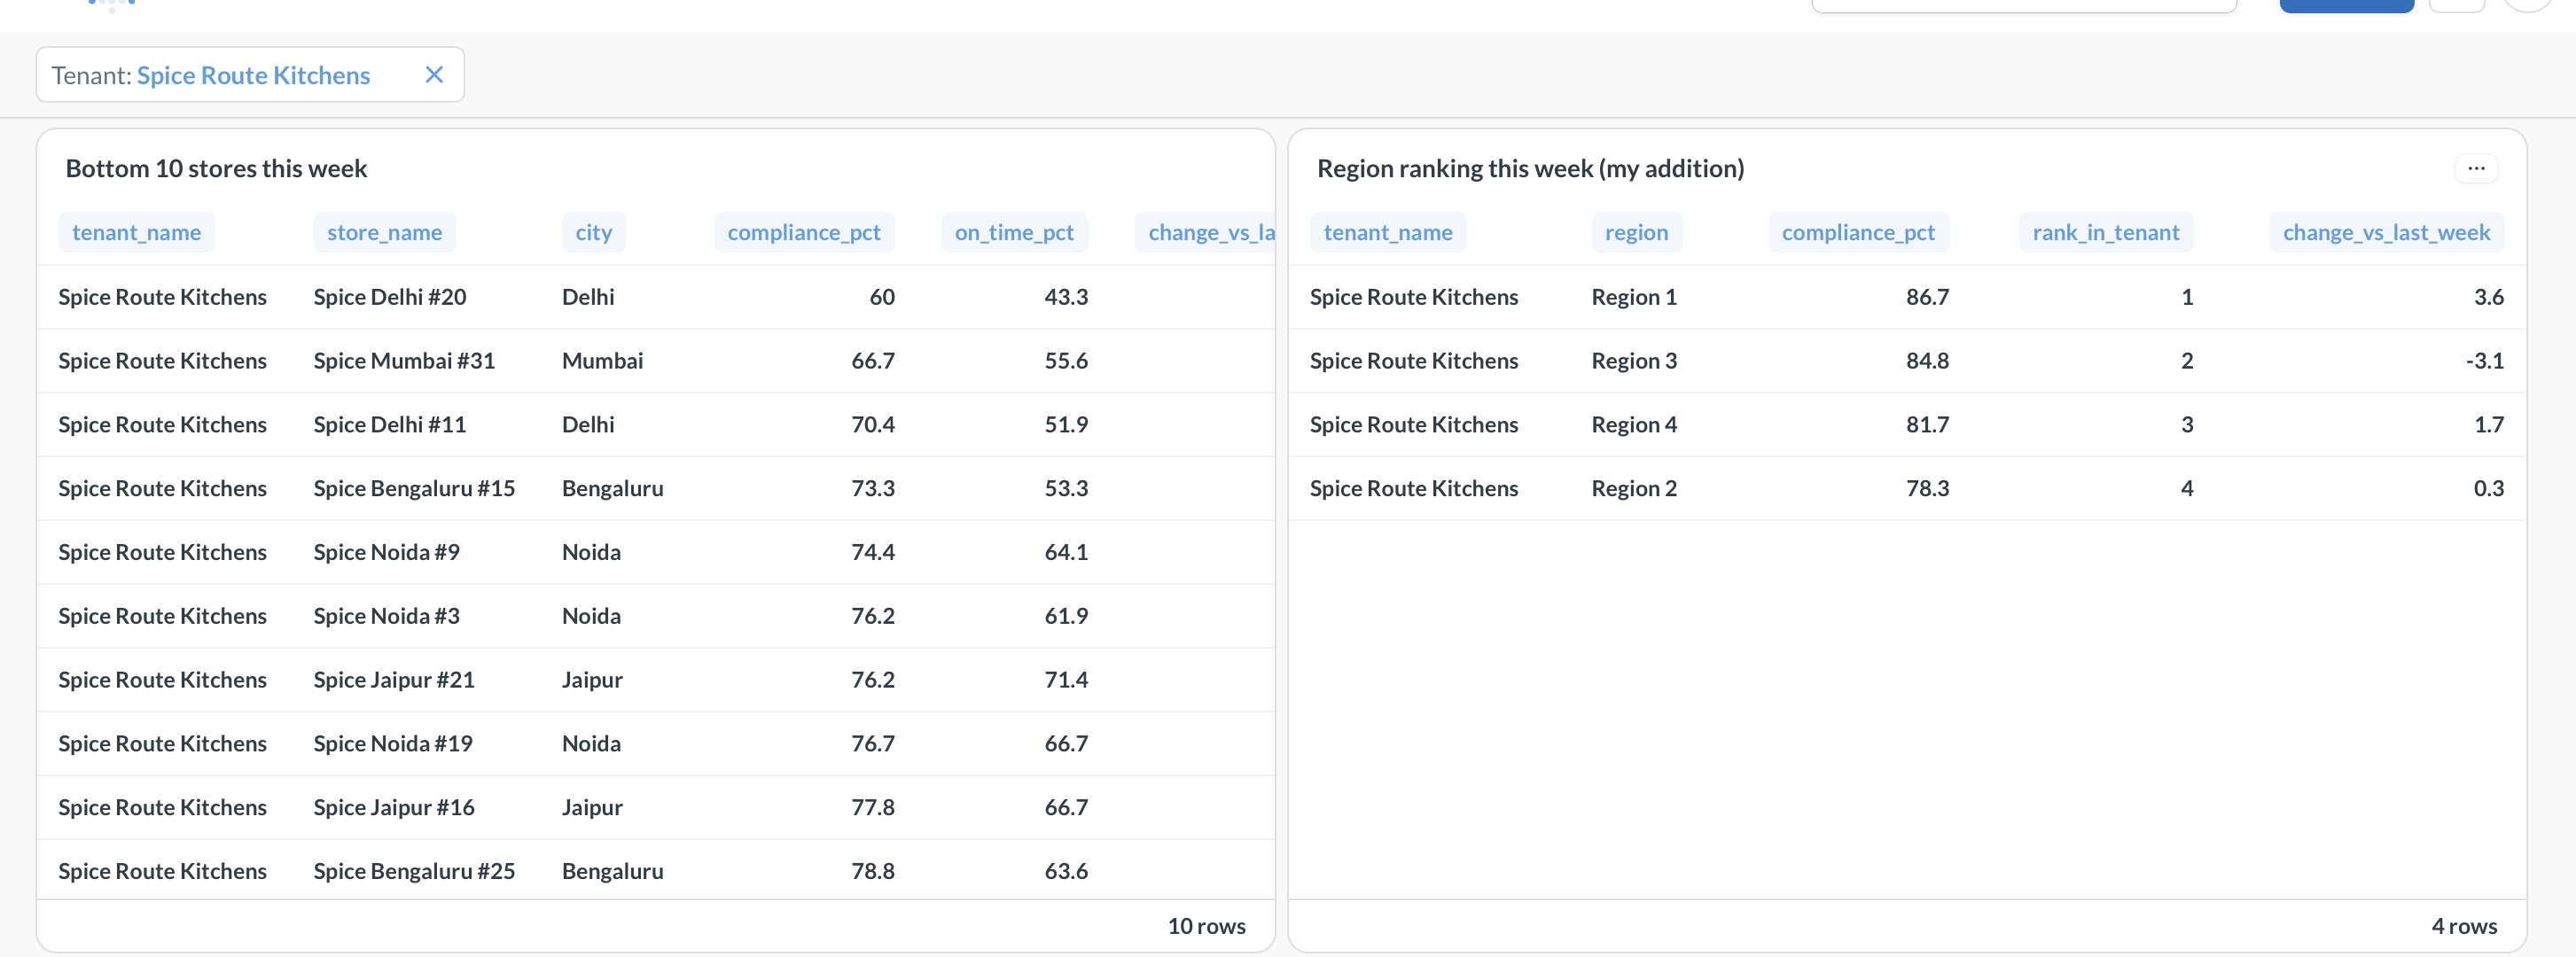 Tenant: Spice Route Kitchens
Bottom 10 stores this week
tenant_name store_name city compliance_pct on_time_pct change_vs_la
Spice Route Kitchens Spice Delhi #20 Delhi 60 43.3
Spice Route Kitchens Spice Mumbai #31 Mumbai 66.7 55.6
Spice Route Kitchens Spice Delhi #11 Delhi 70.4 51.9
Spice Route Kitchens Spice Bengaluru #15 Bengaluru 73.3 53.3
Spice Route Kitchens Spice Noida #9 Noida 74.4 64.1
Spice Route Kitchens Spice Noida #3 Noida 76.2 61.9
Spice Route Kitchens Spice Jaipur #21 Jaipur 76.2 71.4
Spice Route Kitchens Spice Noida #19 Noida 76.7 66.7
Spice Route Kitchens Spice Jaipur #16 Jaipur 77.8 66.7
Spice Route Kitchens Spice Bengaluru #25 Bengaluru 78.8 63.6
10 rows
Region ranking this week (my addition)
tenant_name region compliance_pct rank_in_tenant change_vs_last_week
Spice Route Kitchens Region 1 86.7 1 3.6
Spice Route Kitchens Region 3 84.8 2 -3.1
Spice Route Kitchens Region 4 81.7 3 1.7
Spice Route Kitchens Region 2 78.3 4 0.3
4 rows